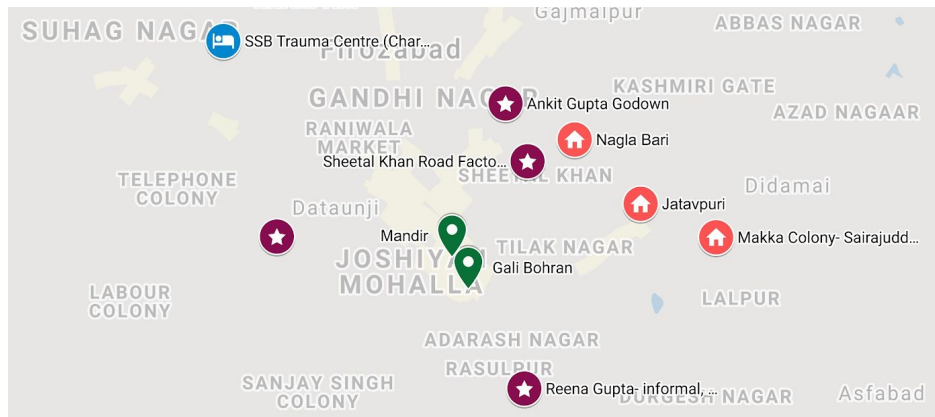 Gajmalpur
SUHAG NAGAR
ABBAS NAGAR
SSB Trauma Centre (Char…
Firozabad
KASHMIRI GATE
GANDHI NAGAR
Ankit Gupta Godown
AZAD NAGAAR
RANIWALA
MARKET
Nagla Bari
Sheetal Khan Road Facto…
SHEETAL KHAN
TELEPHONE
COLONY
Didamai
Dataunji
Jatavpuri
Mandir
Makka Colony- Sairajudd…
TILAK NAGAR
JOSHIYAN
MOHALLA
Gali Bohran
LABOUR
COLONY
LALPUR
ADARASH NAGAR
RASULPUR
SANJAY SINGH
COLONY
Reena Gupta- informal, …
DURGESH NAGAR
Asfabad